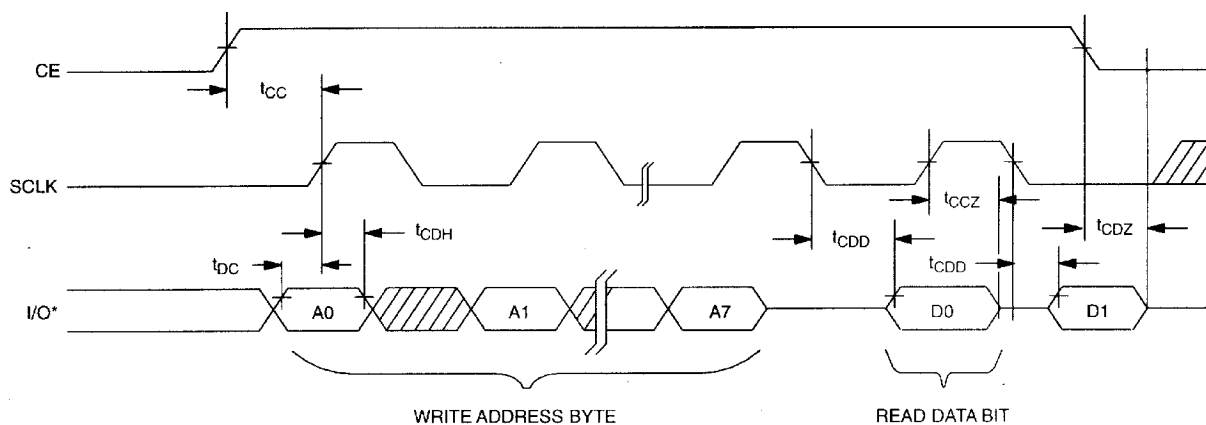 CE
tCC
SCLK
tCCZ
tCDH
tCDD
tCDZ
tDC
tCDD
I/O*
A0
A1
A7
D0
D1
WRITE ADDRESS BYTE
READ DATA BIT